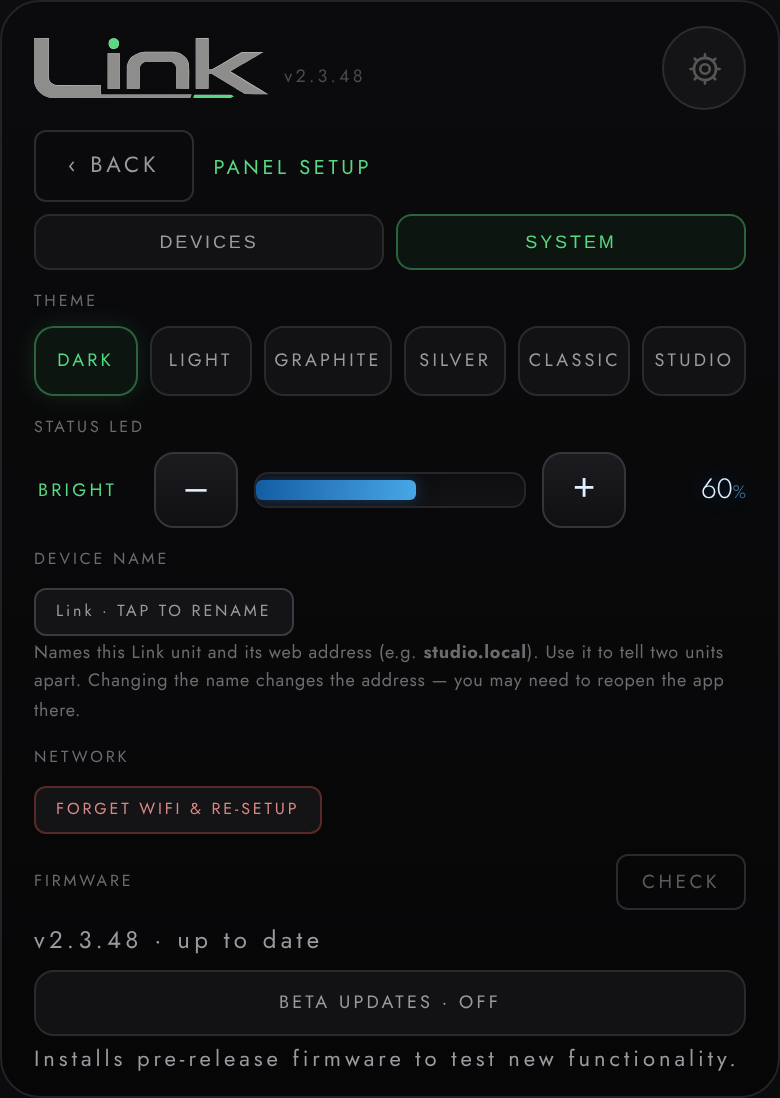 Link v2.3.48
‹ BACK PANEL SETUP
DEVICES SYSTEM
THEME
DARK LIGHT GRAPHITE SILVER CLASSIC STUDIO
STATUS LED
BRIGHT – + 60%
DEVICE NAME
Link · TAP TO RENAME
Names this Link unit and its web address (e.g. studio.local). Use it to tell two units
apart. Changing the name changes the address — you may need to reopen the app
there.
NETWORK
FORGET WIFI & RE-SETUP
FIRMWARE CHECK
v2.3.48 · up to date
BETA UPDATES · OFF
Installs pre-release firmware to test new functionality.